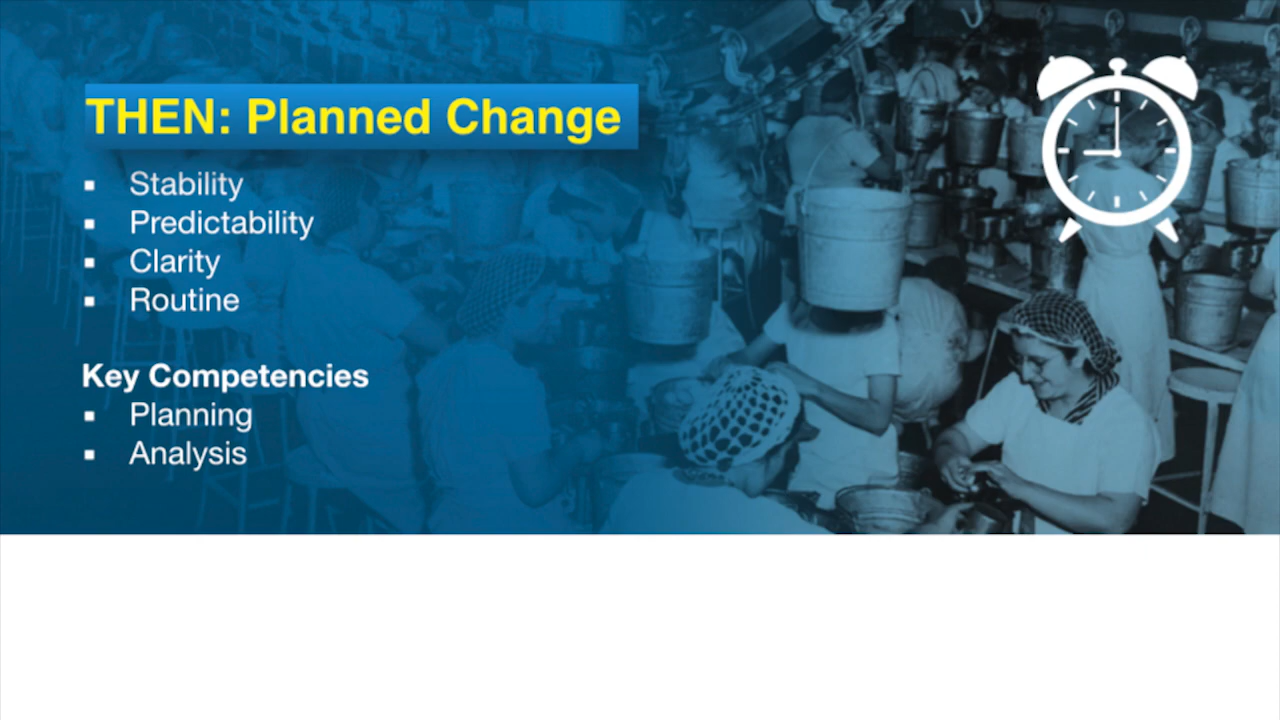 THEN: Planned Change
▪ Stability
▪ Predictability
▪ Clarity
▪ Routine
Key Competencies
▪ Planning
▪ Analysis